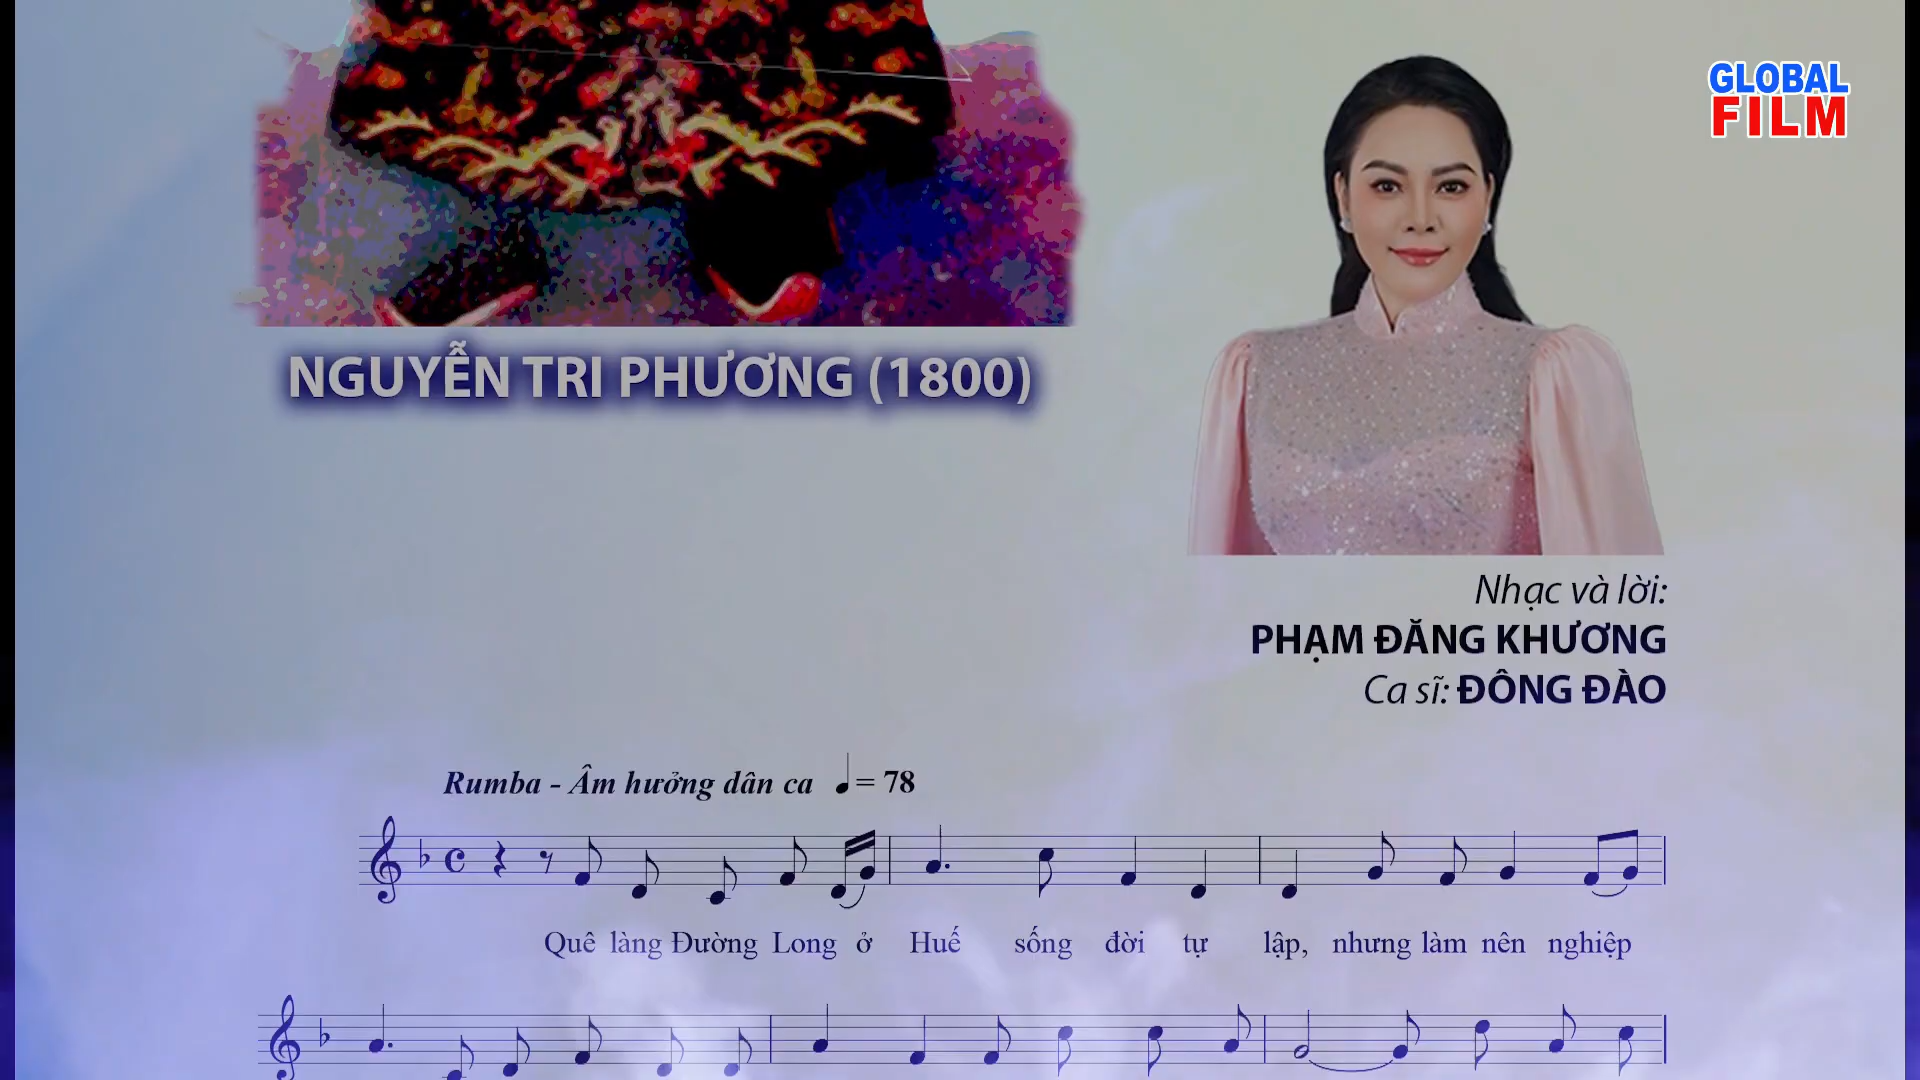 GLOBAL
FILM
NGUYỄN TRI PHƯƠNG (1800)
Nhạc và lời:
PHẠM ĐĂNG KHƯƠNG
Ca sĩ: ĐÔNG ĐÀO
Rumba - Âm hưởng dân ca = 78
Quê làng Đường Long ở Huế sống đời tự lập, nhưng làm nên nghiệp